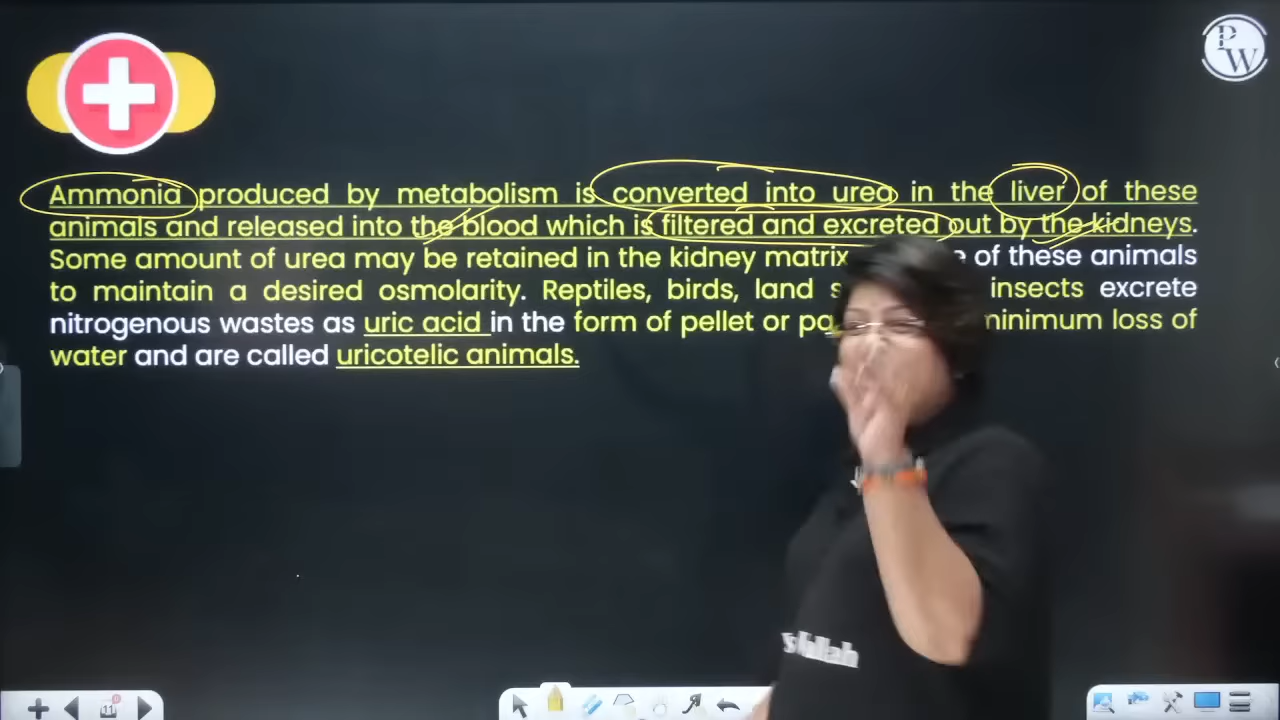 P
W
Ammonia produced by metabolism is converted into urea in the liver of these
animals and released into the blood which is filtered and excreted out by the kidneys.
Some amount of urea may be retained in the kidney matrix of these animals
to maintain a desired osmolarity. Reptiles, birds, land insects excrete
nitrogenous wastes as uric acid in the form of pellet or minimum loss of
water and are called uricotelic animals.
11